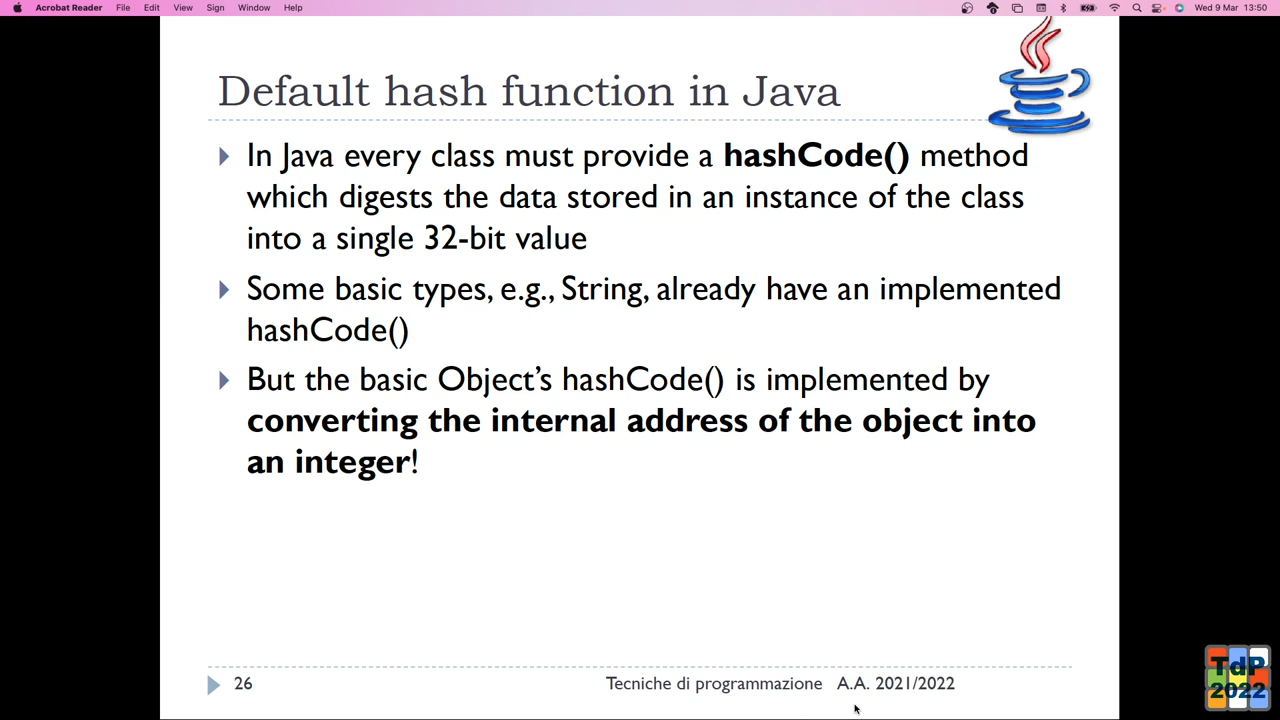 Acrobat Reader File Edit View Sign Window Help Wed 9 Mar 13:50
Default hash function in Java
In Java every class must provide a hashCode() method
which digests the data stored in an instance of the class
into a single 32-bit value
Some basic types, e.g., String, already have an implemented
hashCode()
But the basic Object's hashCode() is implemented by
converting the internal address of the object into
an integer!
26 Tecniche di programmazione A.A. 2021/2022
TdP
2022